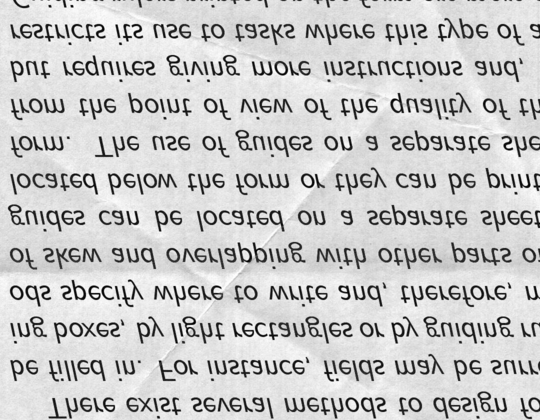 There exist several methods to design fo
be filled in. For instance, fields may be surr
ing boxes, by light rectangles or by guiding ru
ods specify where to write and, therefore, m
of skew and overlapping with other parts o
guides can be located on a separate sheet
located below the form or they can be print
form. The use of guides on a separate she
from the point of view of the quality of th
but requires giving more instructions and,
restricts its use to tasks where this type of a